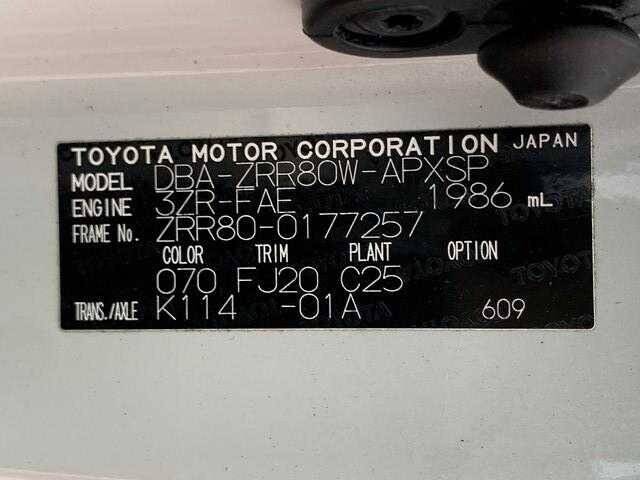 TOYOTA MOTOR CORPORATION JAPAN
MODEL DBA-ZRR80W-APXSP
ENGINE 3ZR-FAE 1986 mL
FRAME No. ZRR80-0177257
COLOR TRIM PLANT OPTION
070 FJ20 C25
TRANS./AXLE K114 -01A 609